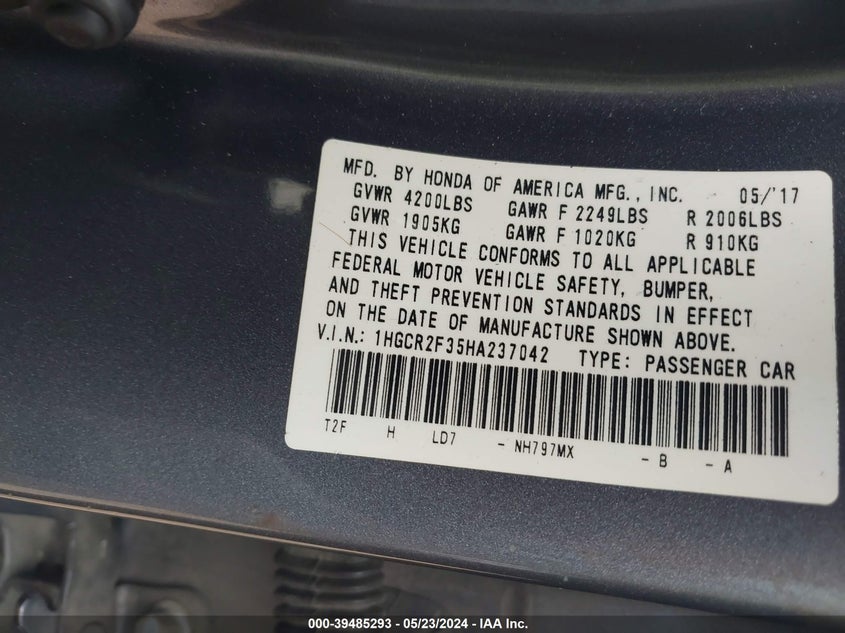 MFD. BY HONDA OF AMERICA MFG., INC. 05/'17
GVWR 4200LBS GAWR F 2249LBS R 2006LBS
GVWR 1905KG GAWR F 1020KG R 910KG
THIS VEHICLE CONFORMS TO ALL APPLICABLE
FEDERAL MOTOR VEHICLE SAFETY, BUMPER,
AND THEFT PREVENTION STANDARDS IN EFFECT
ON THE DATE OF MANUFACTURE SHOWN ABOVE.
V.I.N.: 1HGCR2F35HA237042 TYPE: PASSENGER CAR
T2F H LD7 - NH797MX - B - A
000-39485293 - 05/23/2024 - IAA Inc.